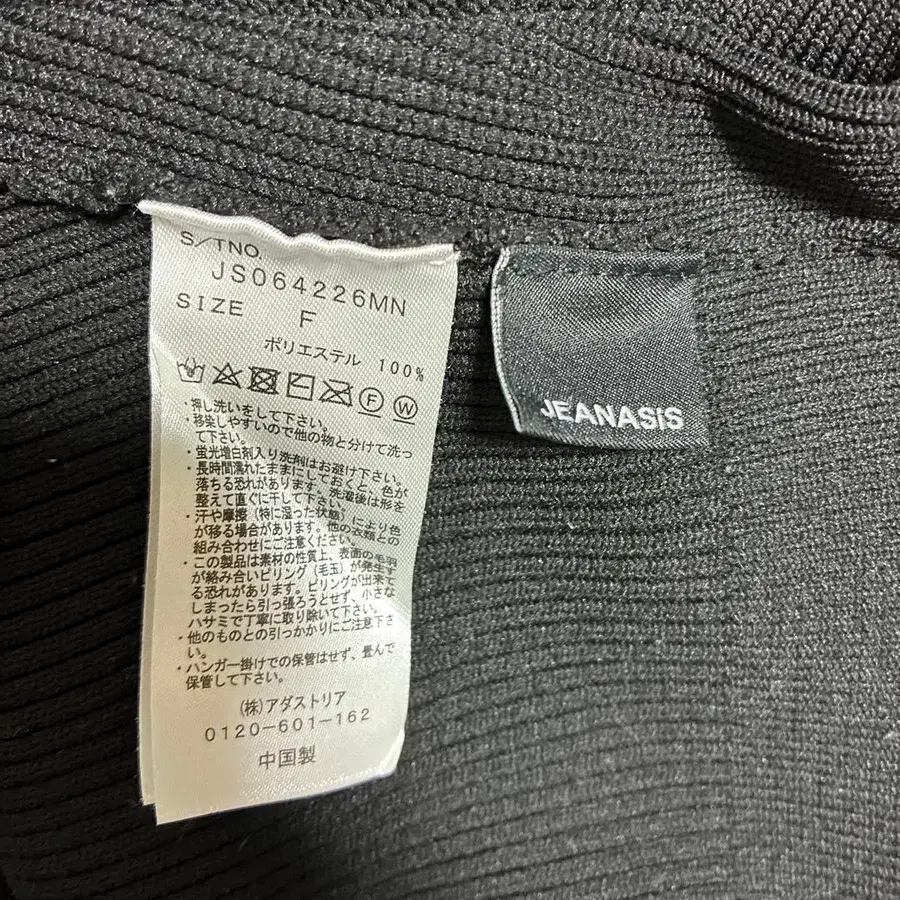 S/TNO.
JS064226MN
SIZE F
ポリエステル 100%
F W
・押し洗いをして下さい。
・移染しやすいので他の物と分けて洗っ
て下さい。
・蛍光増白剤入り洗剤はお避け下さい。
・長時間濡れたままにしておくと、色が
落ちる恐れがあります。洗濯後は形を
整えて直ぐに干して下さい。
・汗や摩擦（特に湿った状態）により色
が移る場合があります。他の衣類との
組み合わせにご注意ください。
・この製品は素材の性質上、表面の毛羽
が絡み合いピリング（毛玉）が発生す
る恐れがあります。ピリングが出来て
しまったら引っ張ろうとせず、小さな
ハサミで丁寧に取り除いて下さい。
・他のものとの引っかかりにご注意下さ
い。
・ハンガー掛けでの保管はせず、畳んで
保管して下さい。
(株)アダストリア
0120-601-162
中国製
JEANASIS